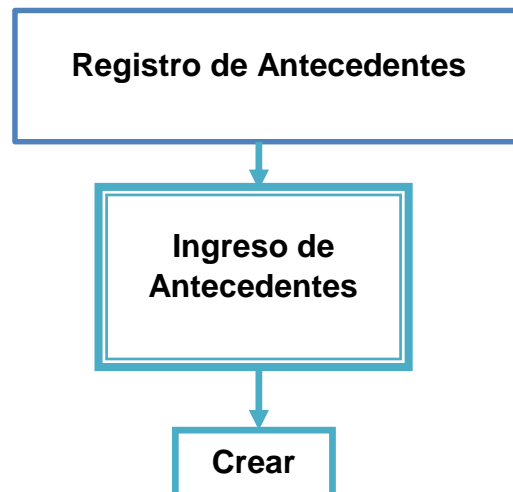 Registro de Antecedentes
Ingreso de
Antecedentes
Crear